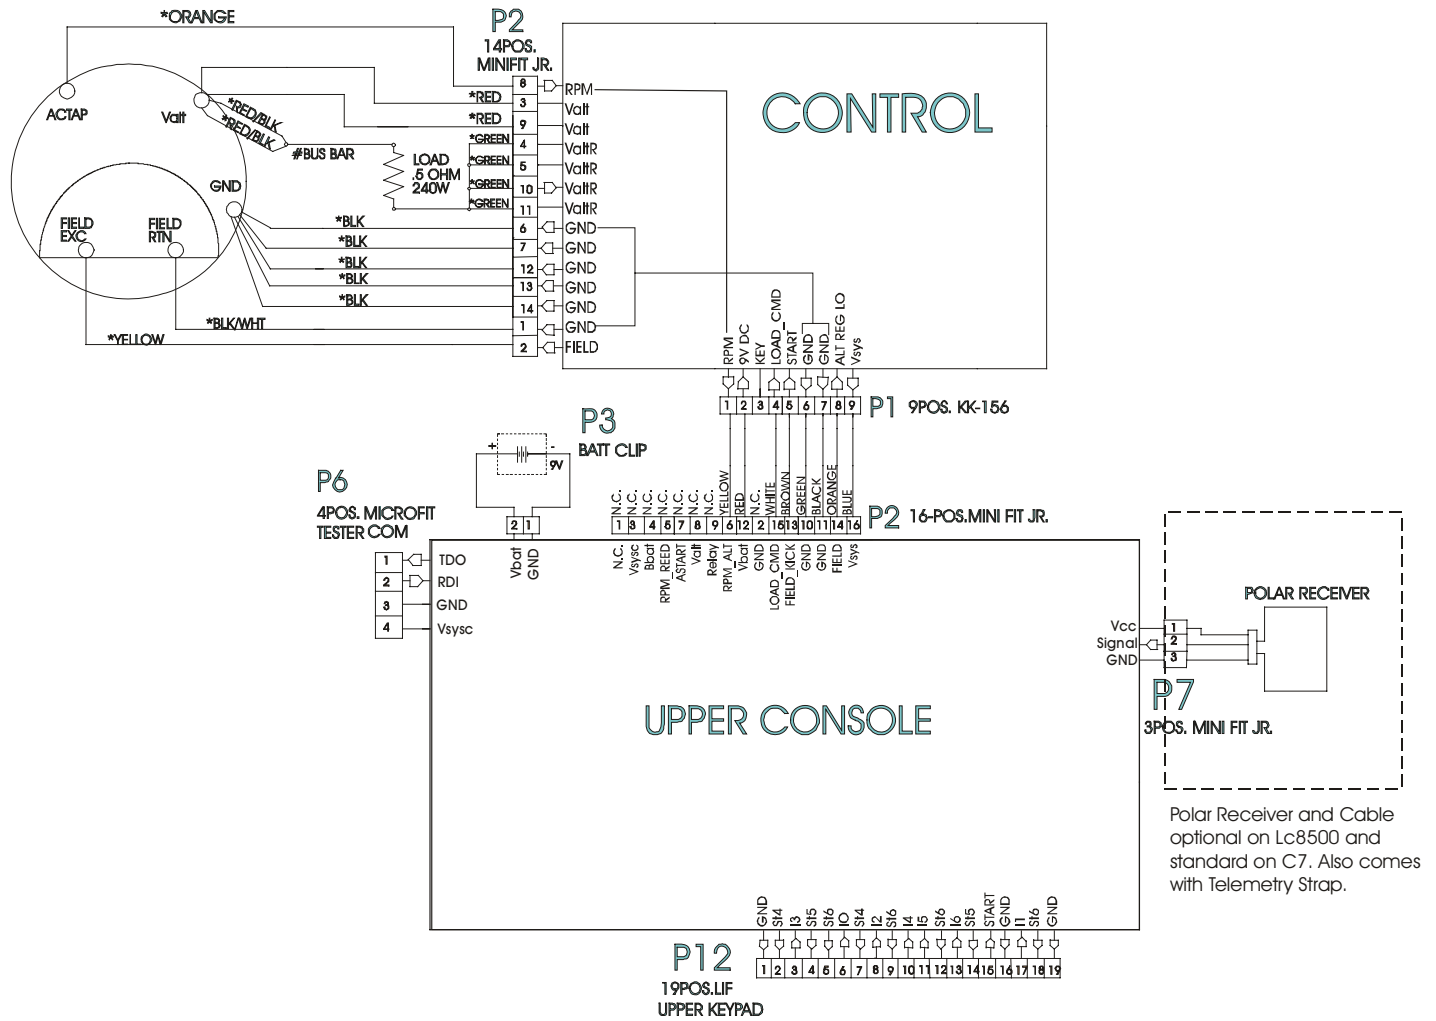 *ORANGE
P2
14POS.
MINIFIT JR.
CONTROL
ACTAP
Valt
*RED/BLK
*RED/BLK
#BUS BAR
LOAD
.5 OHM
240W
GND
FIELD
EXC
FIELD
RTN
*RED
*RED
*GREEN
*GREEN
*GREEN
*GREEN
*BLK
*BLK
*BLK
*BLK
*BLK
*BLK/WHT
*YELLOW
8 RPM
3 Valt
9 Valt
4 ValtR
5 ValtR
10 ValtR
11 ValtR
6 GND
7 GND
12 GND
13 GND
14 GND
1 GND
2 FIELD
RPM
9V DC
KEY
LOAD_CMD
START
GND
GND
ALT REG LO
Vsys
1 2 3 4 5 6 7 8 9
P1 9POS. KK-156
P3
BATT CLIP
+ -
9V
2 1
Vbat
GND
P6
4POS. MICROFIT
TESTER COM
1 TDO
2 RDI
3 GND
4 Vsysc
N.C.
N.C.
N.C.
N.C.
N.C.
N.C.
N.C.
YELLOW
RED
N.C.
WHITE
BROWN
GREEN
BLACK
ORANGE
BLUE
1 3 4 5 7 8 9 6 12 2 15 13 10 11 14 16
P2 16-POS.MINI FIT JR.
N.C.
Vsysc
Bbat
RPM_REED
ASTART
Valt
Relay
RPM_ALT
Vbat
GND
LOAD_CMD
FIELD_KICK
GND
GND
FIELD
Vsys
UPPER CONSOLE
Vcc 1
Signal 2
GND 3
POLAR RECEIVER
P7
3POS. MINI FIT JR.
Polar Receiver and Cable
optional on Lc8500 and
standard on C7. Also comes
with Telemetry Strap.
GND
St4
I3
St5
St6
IO
St4
I2
St6
I4
I5
St6
I6
St5
START
GND
I1
St6
GND
P12
1 2 3 4 5 6 7 8 9 10 11 12 13 14 15 16 17 18 19
19POS.LIF
UPPER KEYPAD